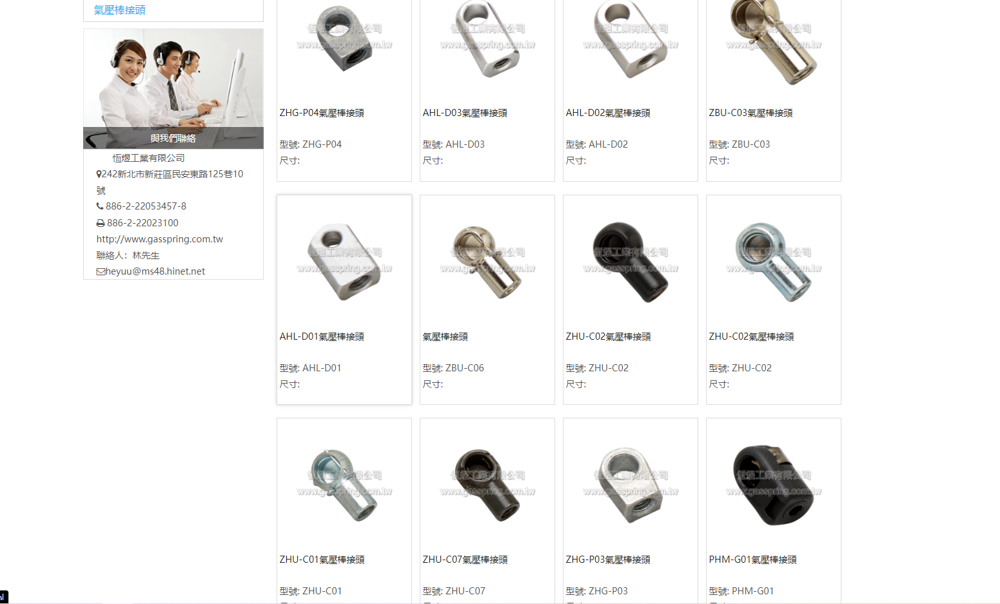 氣壓棒接頭
與我們聯絡
恆煜工業有限公司
242新北市新莊區民安東路125巷10
號
886-2-22053457-8
886-2-22023100
http://www.gasspring.com.tw
聯絡人：林先生
heyuu@ms48.hinet.net
恆煜工業有限公司
www.gasspring.com.tw
恆煜工業有限公司
www.gasspring.com.tw
恆煜工業有限公司
www.gasspring.com.tw
恆煜工業有限公司
www.gasspring.com.tw
ZHG-P04氣壓棒接頭
AHL-D03氣壓棒接頭
AHL-D02氣壓棒接頭
ZBU-C03氣壓棒接頭
型號: ZHG-P04
型號: AHL-D03
型號: AHL-D02
型號: ZBU-C03
尺寸:
尺寸:
尺寸:
尺寸:
恆煜工業有限公司
www.gasspring.com.tw
恆煜工業有限公司
www.gasspring.com.tw
恆煜工業有限公司
www.gasspring.com.tw
恆煜工業有限公司
www.gasspring.com.tw
AHL-D01氣壓棒接頭
氣壓棒接頭
ZHU-C02氣壓棒接頭
ZHU-C02氣壓棒接頭
型號: AHL-D01
型號: ZBU-C06
型號: ZHU-C02
型號: ZHU-C02
尺寸:
尺寸:
尺寸:
尺寸:
恆煜工業有限公司
www.gasspring.com.tw
恆煜工業有限公司
www.gasspring.com.tw
恆煜工業有限公司
www.gasspring.com.tw
恆煜工業有限公司
www.gasspring.com.tw
ZHU-C01氣壓棒接頭
ZHU-C07氣壓棒接頭
ZHG-P03氣壓棒接頭
PHM-G01氣壓棒接頭
型號: ZHU-C01
型號: ZHU-C07
型號: ZHG-P03
型號: PHM-G01